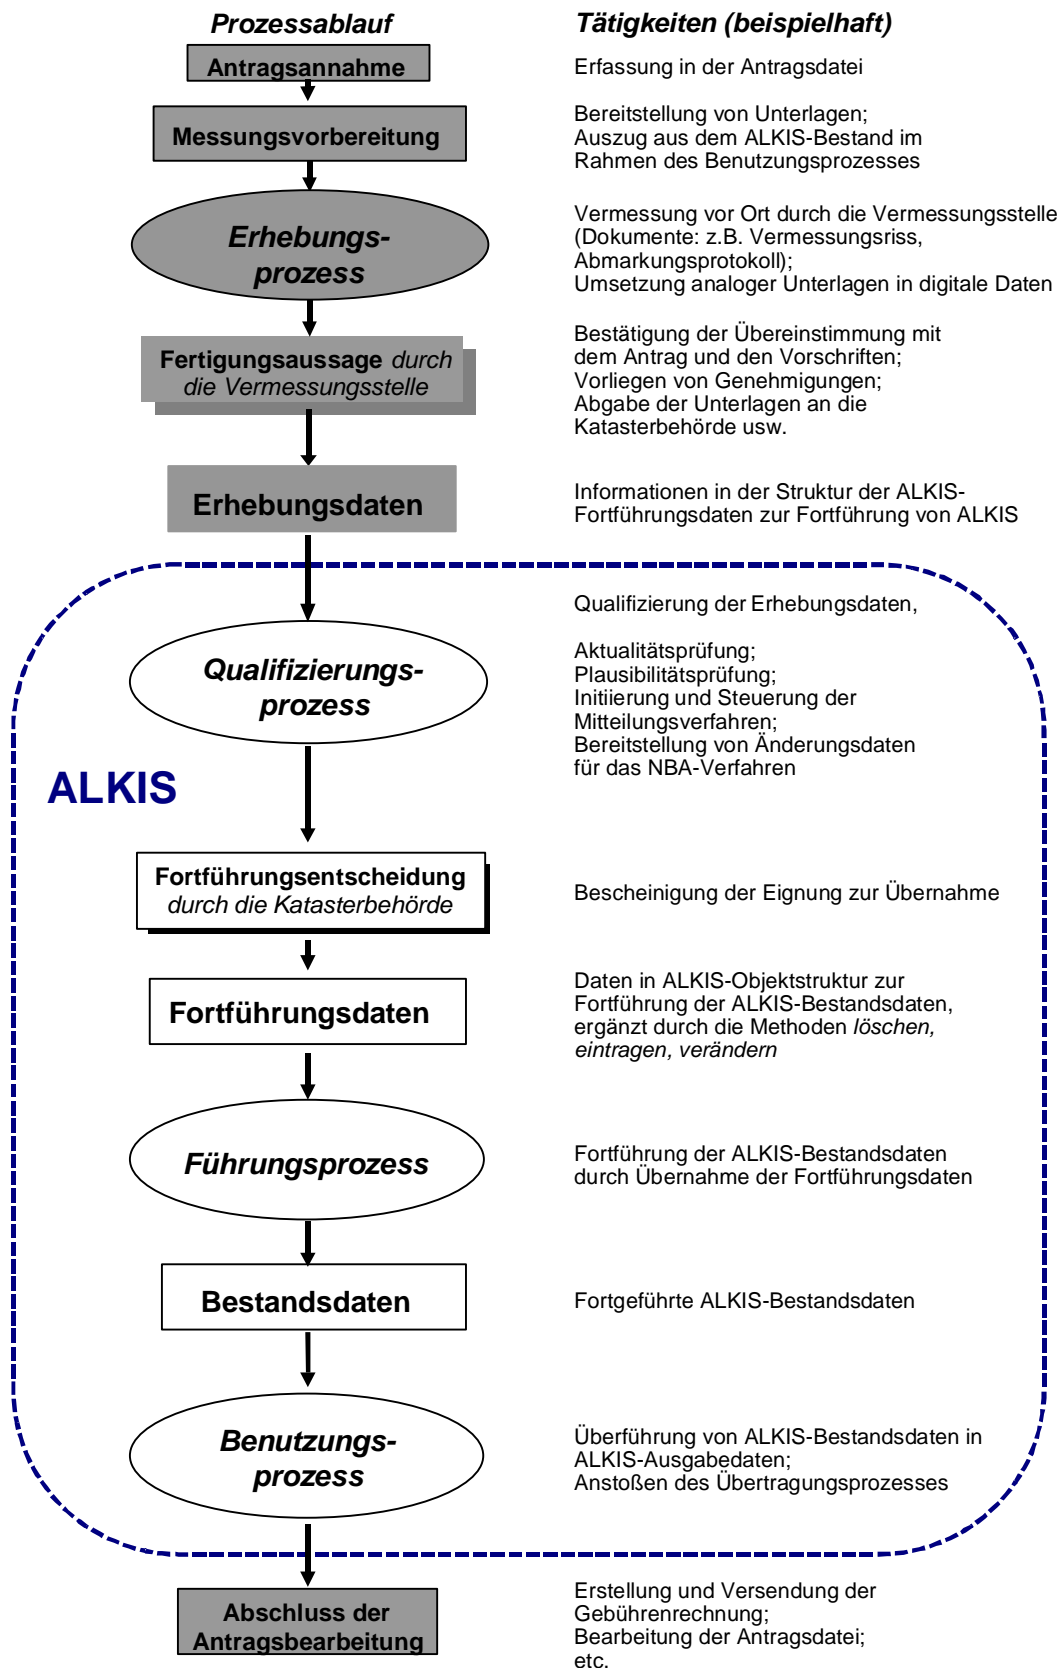 Prozessablauf
Tätigkeiten (beispielhaft)
Antragsannahme
Erfassung in der Antragsdatei
Messungsvorbereitung
Bereitstellung von Unterlagen;
Auszug aus dem ALKIS-Bestand im
Rahmen des Benutzungsprozesses
Erhebungs-
prozess
Vermessung vor Ort durch die Vermessungsstelle
(Dokumente: z.B. Vermessungsriss,
Abmarkungsprotokoll);
Umsetzung analoger Unterlagen in digitale Daten
Fertigungsaussage durch
die Vermessungsstelle
Bestätigung der Übereinstimmung mit
dem Antrag und den Vorschriften;
Vorliegen von Genehmigungen;
Abgabe der Unterlagen an die
Katasterbehörde usw.
Erhebungsdaten
Informationen in der Struktur der ALKIS-
Fortführungsdaten zur Fortführung von ALKIS
Qualifizierungs-
prozess
Qualifizierung der Erhebungsdaten,
Aktualitätsprüfung;
Plausibilitätsprüfung;
Initiierung und Steuerung der
Mitteilungsverfahren;
Bereitstellung von Änderungsdaten
für das NBA-Verfahren
ALKIS
Fortführungsentscheidung
durch die Katasterbehörde
Bescheinigung der Eignung zur Übernahme
Fortführungsdaten
Daten in ALKIS-Objektstruktur zur
Fortführung der ALKIS-Bestandsdaten,
ergänzt durch die Methoden löschen,
eintragen, verändern
Führungsprozess
Fortführung der ALKIS-Bestandsdaten
durch Übernahme der Fortführungsdaten
Bestandsdaten
Fortgeführte ALKIS-Bestandsdaten
Benutzungs-
prozess
Überführung von ALKIS-Bestandsdaten in
ALKIS-Ausgabedaten;
Anstoßen des Übertragungsprozesses
Abschluss der
Antragsbearbeitung
Erstellung und Versendung der
Gebührenrechnung;
Bearbeitung der Antragsdatei;
etc.